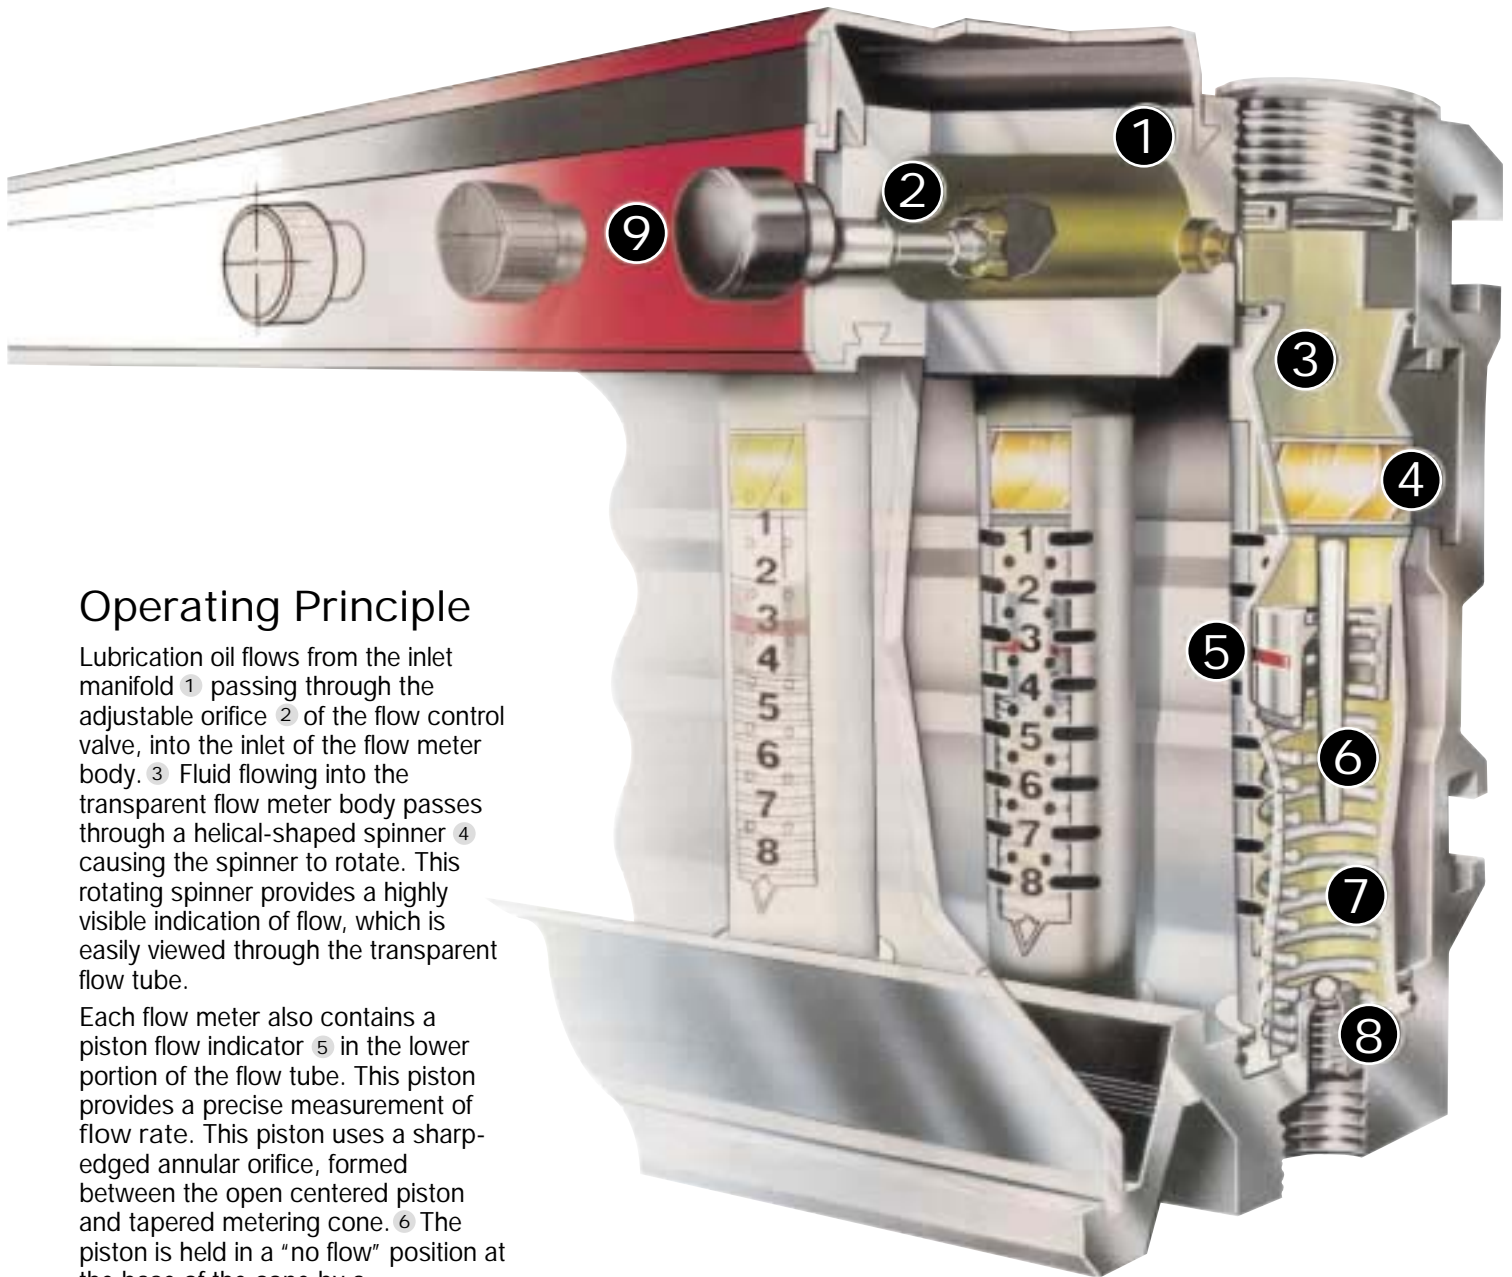 1
2
9
3
4
1
2
3
4
5
6
7
8
1
2
3
4
5
6
7
8
5
6
7
8
Operating Principle
Lubrication oil flows from the inlet
manifold 1 passing through the
adjustable orifice 2 of the flow control
valve, into the inlet of the flow meter
body. 3 Fluid flowing into the
transparent flow meter body passes
through a helical-shaped spinner 4
causing the spinner to rotate. This
rotating spinner provides a highly
visible indication of flow, which is
easily viewed through the transparent
flow tube.
Each flow meter also contains a
piston flow indicator 5 in the lower
portion of the flow tube. This piston
provides a precise measurement of
flow rate. This piston uses a sharp-
edged annular orifice, formed
between the open centered piston
and tapered metering cone. 6 The
piston is held in a "no flow" position at
the base of the cone by a